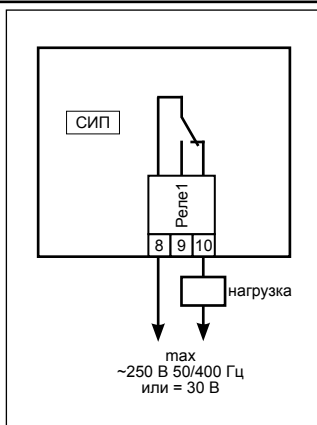 СИП
Реле1
8 9 10
нагрузка
max
~250 В 50/400 Гц
или = 30 В